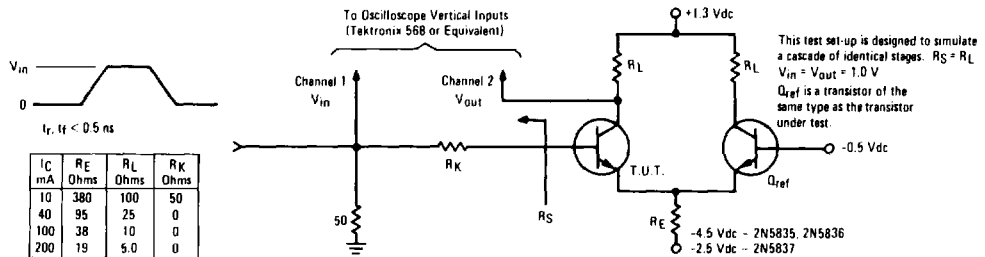 To Oscilloscope Vertical Inputs
(Tektronix 568 or Equivalent)
+1.3 Vdc
This test set-up is designed to simulate
a cascade of identical stages. RS = RL
Vin = Vout = 1.0 V
Qref is a transistor of the
same type as the transistor
under test.
Vin
0
tr, tf < 0.5 ns
Channel 1
Vin
Channel 2
Vout
RL
RL
RK
RS
50
T.U.T.
Qref
-0.5 Vdc
RE
-4.5 Vdc - 2N5835, 2N5836
-2.5 Vdc - 2N5837
IC mA RE Ohms RL Ohms RK Ohms
10 380 100 50
40 95 25 0
100 38 10 0
200 19 5.0 0